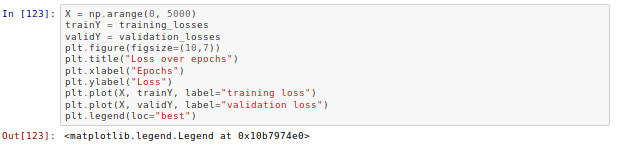 In [123]: X = np.arange(0, 5000)
trainY = training_losses
validY = validation_losses
plt.figure(figsize=(10,7))
plt.title("Loss over epochs")
plt.xlabel("Epochs")
plt.ylabel("Loss")
plt.plot(X, trainY, label="training loss")
plt.plot(X, validY, label="validation loss")
plt.legend(loc="best")
Out[123]: <matplotlib.legend.Legend at 0x10b7974e0>